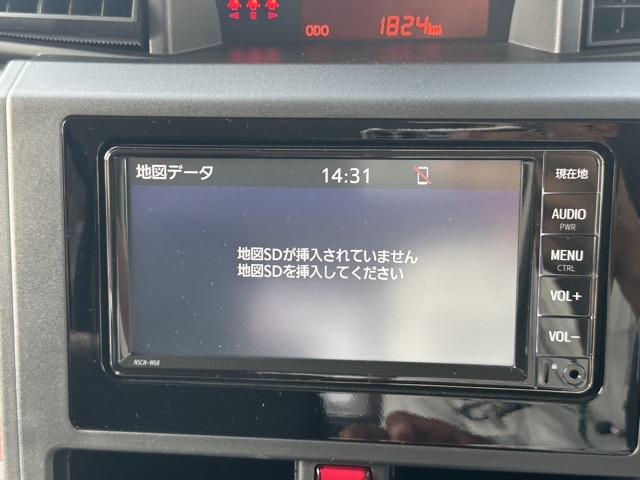 ODO 1824km
地図データ 14:31
現在地
AUDIO
PWR
地図SDが挿入されていません
地図SDを挿入してください
MENU
CTRL
VOL+
VOL-
NSCN-W68